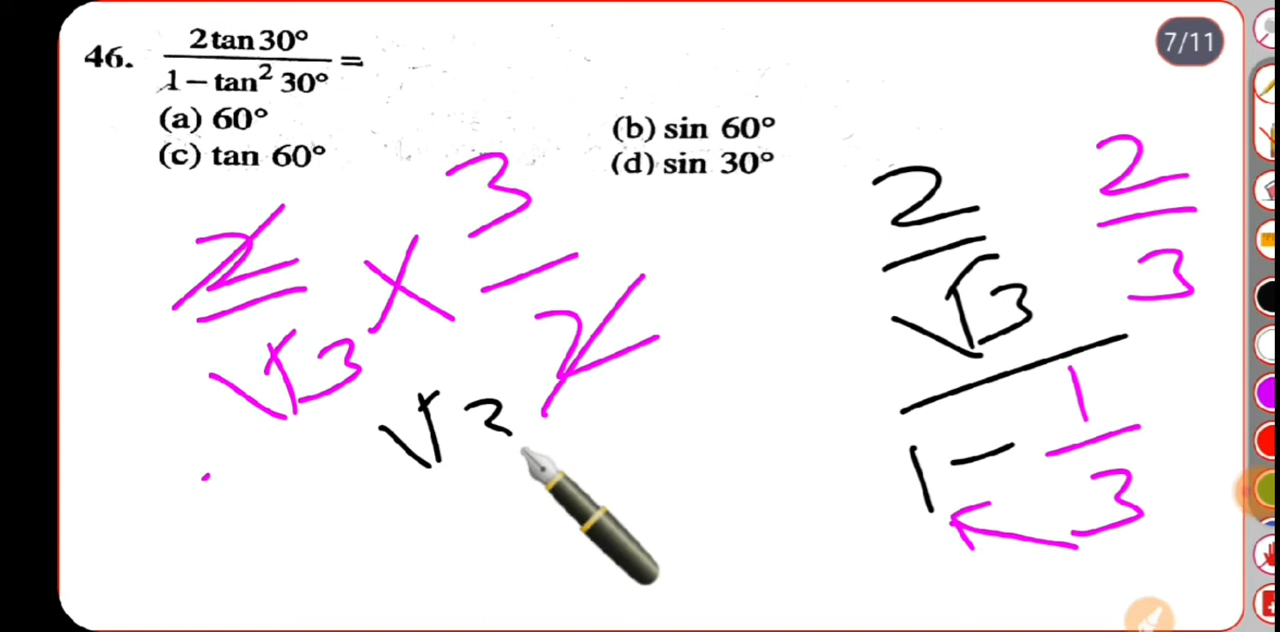 7/11
46. 2 tan 30° / 1 − tan² 30° =
(a) 60°
(b) sin 60°
(c) tan 60°
(d) sin 30°
2/√3 × 3/2
√3
2/√3
1 − 1/3
2/3